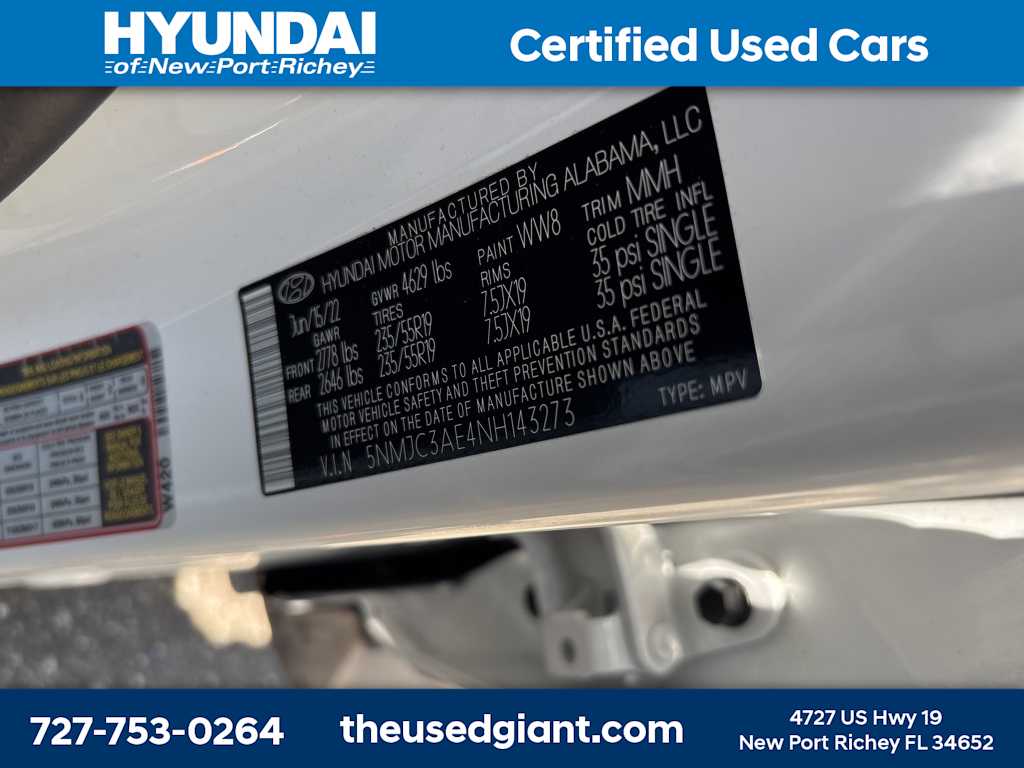 HYUNDAI
of New Port Richey
Certified Used Cars
MANUFACTURED BY
HYUNDAI MOTOR MANUFACTURING ALABAMA, LLC
Jun/15/22 GVWR 4629 lbs PAINT WW8 TRIM MMH
GAWR TIRES RIMS COLD TIRE INFL
FRONT 2778 lbs 235/55R19 7.5JX19 35 psi SINGLE
REAR 2646 lbs 235/55R19 7.5JX19 35 psi SINGLE
THIS VEHICLE CONFORMS TO ALL APPLICABLE U.S.A. FEDERAL
MOTOR VEHICLE SAFETY AND THEFT PREVENTION STANDARDS
IN EFFECT ON THE DATE OF MANUFACTURE SHOWN ABOVE
V.I.N 5NMJC3AE4NH143273 TYPE: MPV
W420
727-753-0264
theusedgiant.com
4727 US Hwy 19
New Port Richey FL 34652